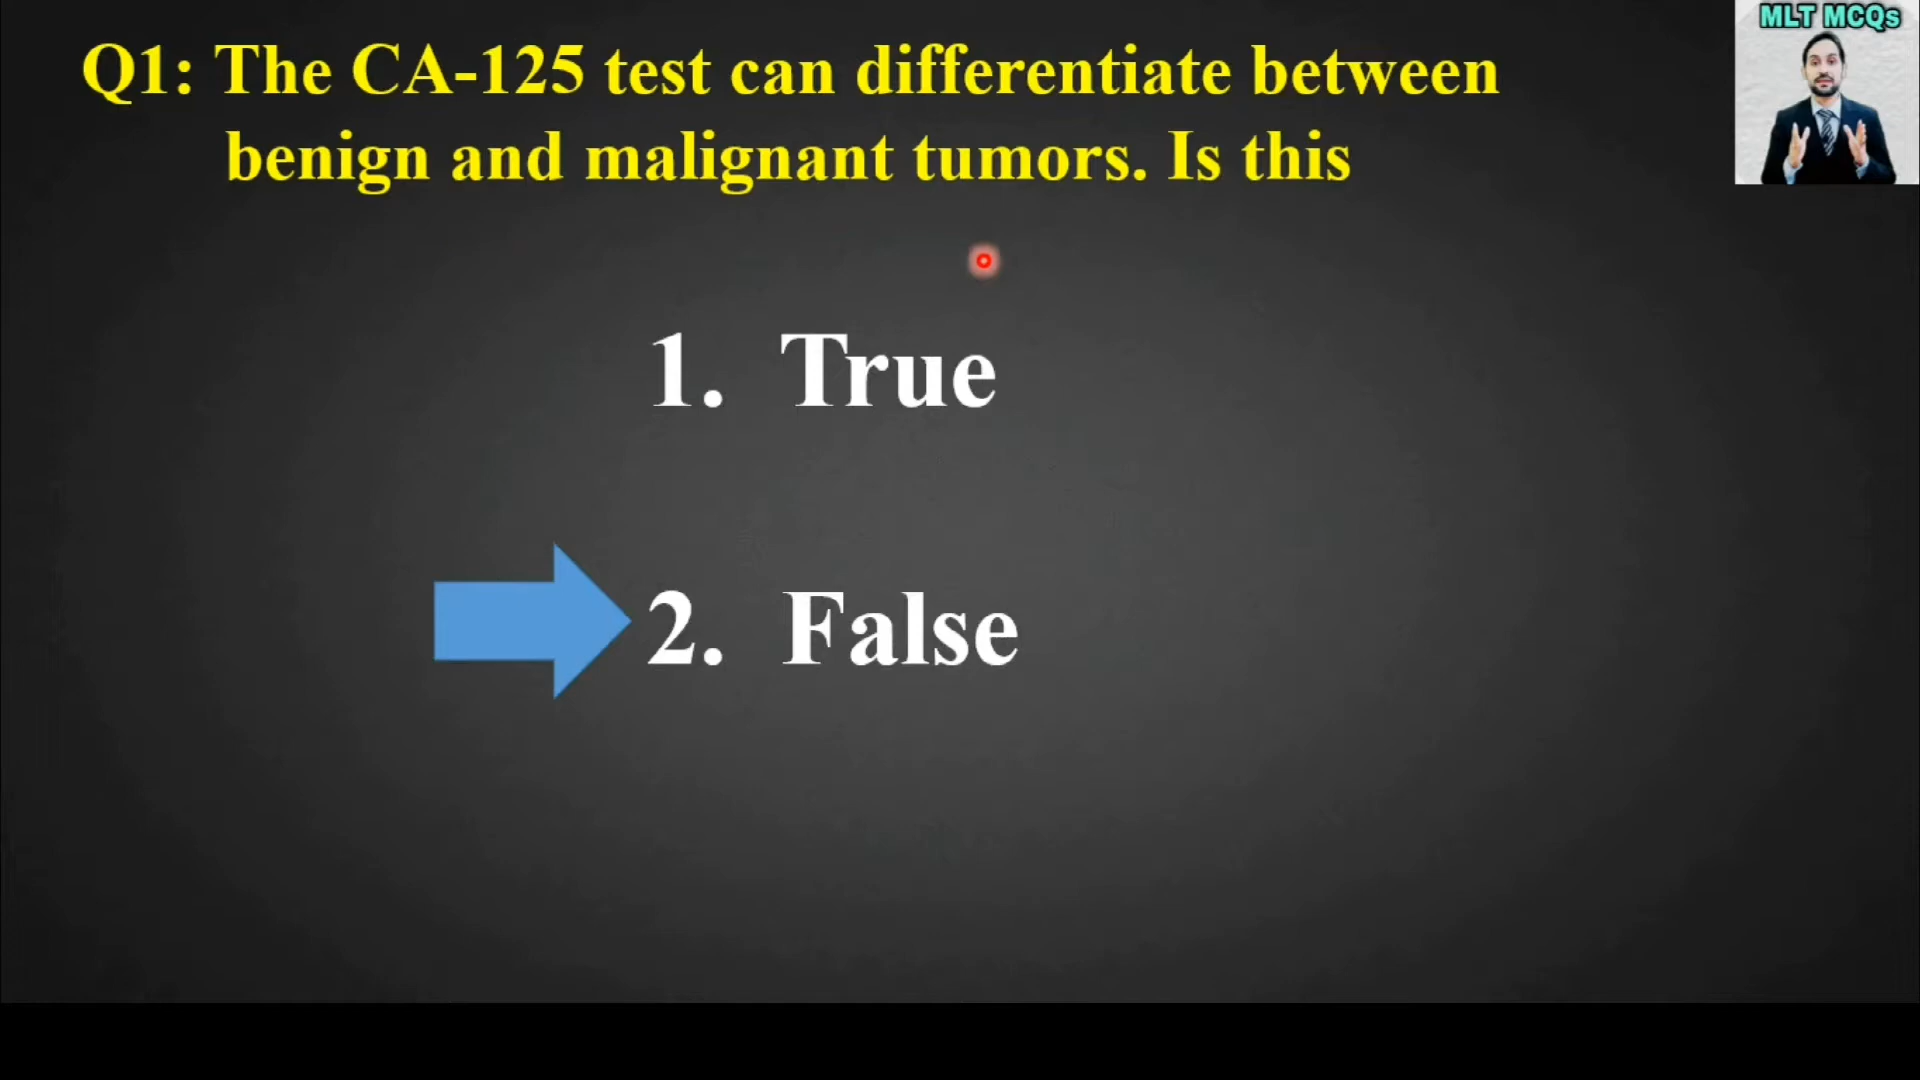 MLT MCQs
Q1: The CA-125 test can differentiate between
benign and malignant tumors. Is this
1. True
2. False